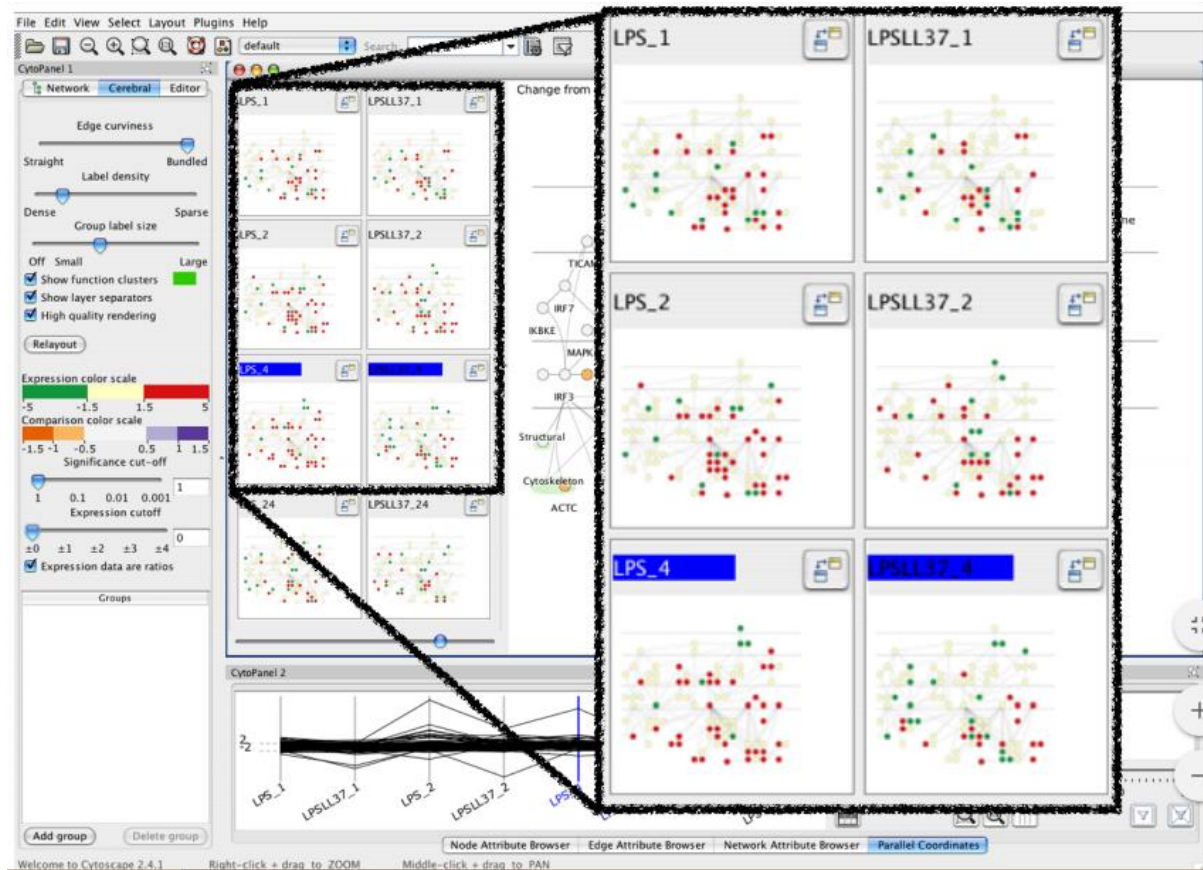 File Edit View Select Layout Plugins Help
default
Search:
CytoPanel 1
Network Cerebral Editor
Edge curviness
Straight Bundled
Label density
Dense Sparse
Group label size
Off Small Large
Show function clusters
Show layer separators
High quality rendering
Relayout
Expression color scale
-5 -1.5 1.5 5
Comparison color scale
-1.5 -1 -0.5 0.5 1 1.5
Significance cut-off
1 0.1 0.01 0.001 1
Expression cutoff
±0 ±1 ±2 ±3 ±4 0
Expression data are ratios
Groups
Add group Delete group
LPS_1 LPSLL37_1
LPS_2 LPSLL37_2
LPS_4 LPSLL37_4
LPSLL37_24
Change from
TICAM
IRF7
IKBKE
MAPK
IRF3
Structural
Cytoskeleton
ACTC
LPS_1 LPSLL37_1
LPS_2 LPSLL37_2
LPS_4 LPSLL37_4
CytoPanel 2
2
-2
LPS_1 LPSLL37_1 LPS_2 LPSLL37_2
Node Attribute Browser Edge Attribute Browser Network Attribute Browser Parallel Coordinates
Welcome to Cytoscape 2.4.1 Right-click + drag to ZOOM Middle-click + drag to PAN